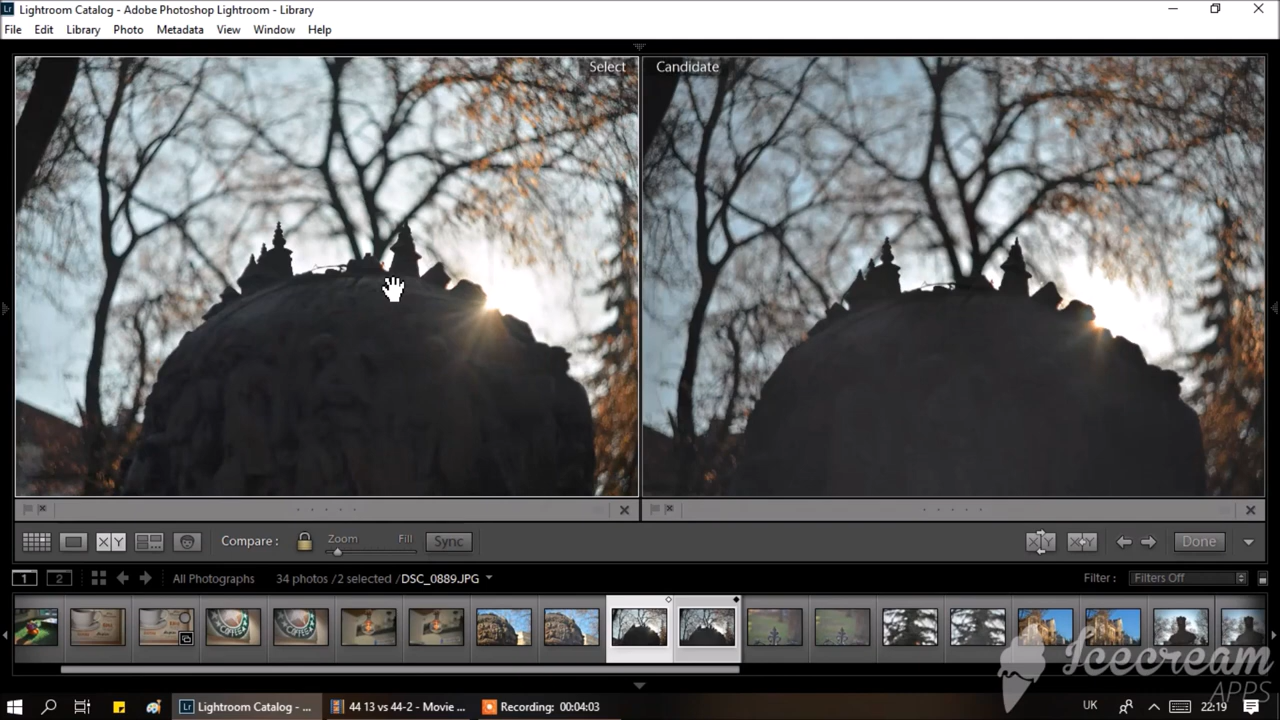 Lightroom Catalog - Adobe Photoshop Lightroom - Library
File Edit Library Photo Metadata View Window Help
Select
Candidate
X Y Compare : Zoom Fill Sync X Y X Y Done
1 2 All Photographs 34 photos /2 selected /DSC_0889.JPG Filter : Filters Off
Icecream
APPS
Lightroom Catalog - ... 44 13 vs 44-2 - Movie ... Recording: 00:04:03 UK 22:19